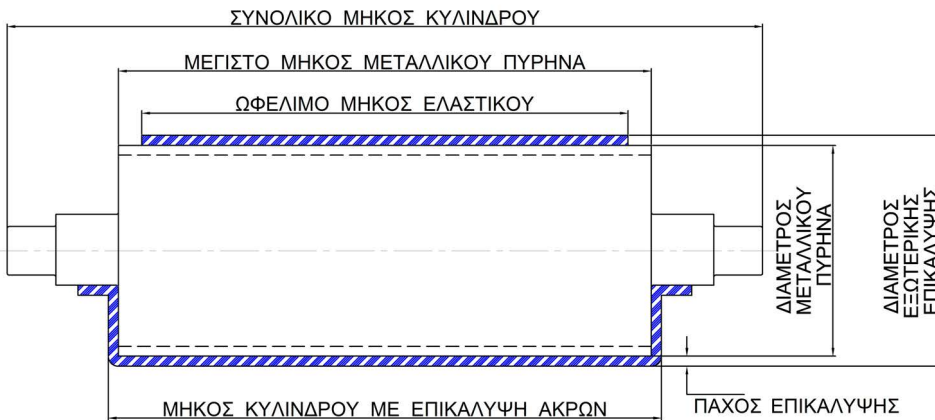 ΣΥΝΟΛΙΚΟ ΜΗΚΟΣ ΚΥΛΙΝΔΡΟΥ
ΜΕΓΙΣΤΟ ΜΗΚΟΣ ΜΕΤΑΛΛΙΚΟΥ ΠΥΡΗΝΑ
ΩΦΕΛΙΜΟ ΜΗΚΟΣ ΕΛΑΣΤΙΚΟΥ
ΔΙΑΜΕΤΡΟΣ
ΜΕΤΑΛΛΙΚΟΥ
ΠΥΡΗΝΑ
ΔΙΑΜΕΤΡΟΣ
ΕΞΩΤΕΡΙΚΗΣ
ΕΠΙΚΑΛΥΨΗΣ
ΜΗΚΟΣ ΚΥΛΙΝΔΡΟΥ ΜΕ ΕΠΙΚΑΛΥΨΗ ΑΚΡΩΝ
ΠΑΧΟΣ ΕΠΙΚΑΛΥΨΗΣ